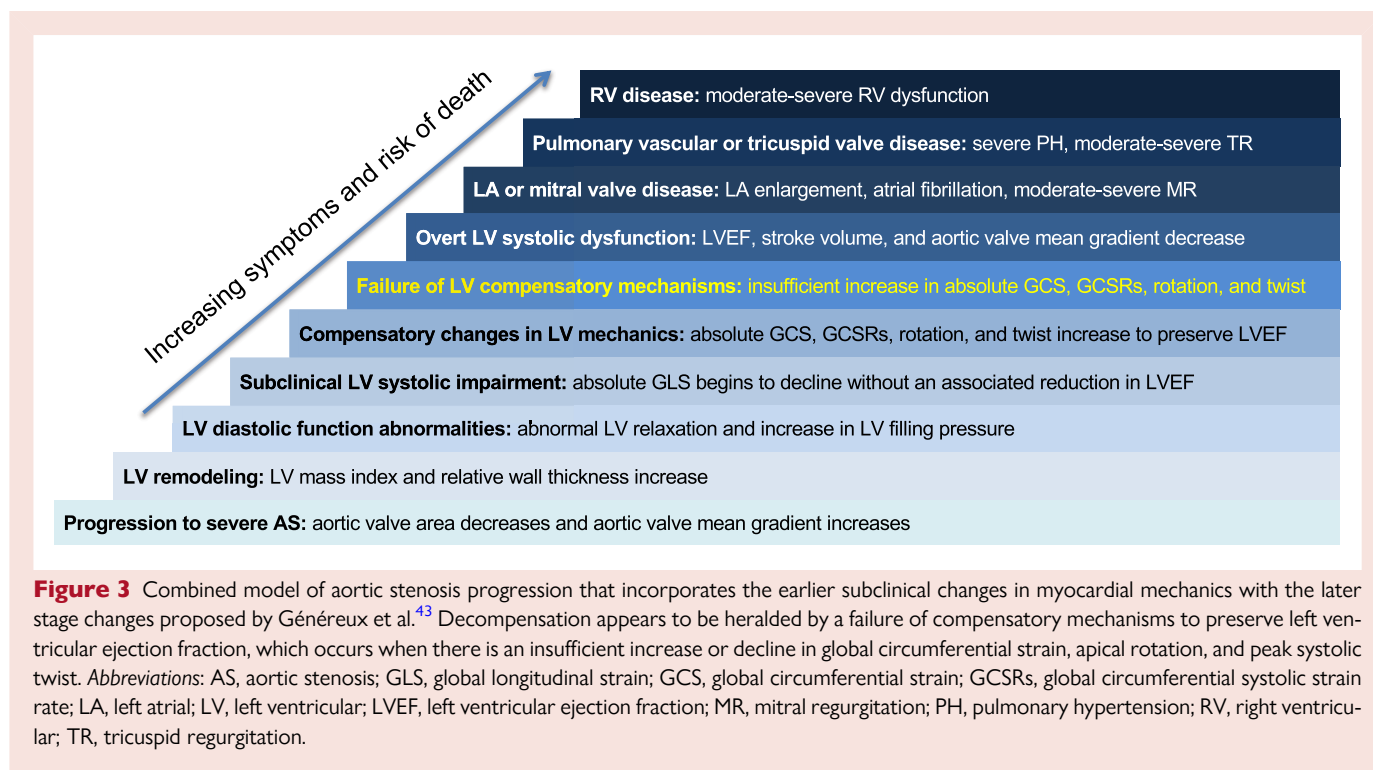 Increasing symptoms and risk of death
RV disease: moderate-severe RV dysfunction
Pulmonary vascular or tricuspid valve disease: severe PH, moderate-severe TR
LA or mitral valve disease: LA enlargement, atrial fibrillation, moderate-severe MR
Overt LV systolic dysfunction: LVEF, stroke volume, and aortic valve mean gradient decrease
Failure of LV compensatory mechanisms: insufficient increase in absolute GCS, GCSRs, rotation, and twist
Compensatory changes in LV mechanics: absolute GCS, GCSRs, rotation, and twist increase to preserve LVEF
Subclinical LV systolic impairment: absolute GLS begins to decline without an associated reduction in LVEF
LV diastolic function abnormalities: abnormal LV relaxation and increase in LV filling pressure
LV remodeling: LV mass index and relative wall thickness increase
Progression to severe AS: aortic valve area decreases and aortic valve mean gradient increases
Figure 3 Combined model of aortic stenosis progression that incorporates the earlier subclinical changes in myocardial mechanics with the later
stage changes proposed by Généreux et al.43 Decompensation appears to be heralded by a failure of compensatory mechanisms to preserve left ven-
tricular ejection fraction, which occurs when there is an insufficient increase or decline in global circumferential strain, apical rotation, and peak systolic
twist. Abbreviations: AS, aortic stenosis; GLS, global longitudinal strain; GCS, global circumferential strain; GCSRs, global circumferential systolic strain
rate; LA, left atrial; LV, left ventricular; LVEF, left ventricular ejection fraction; MR, mitral regurgitation; PH, pulmonary hypertension; RV, right ventricu-
lar; TR, tricuspid regurgitation.